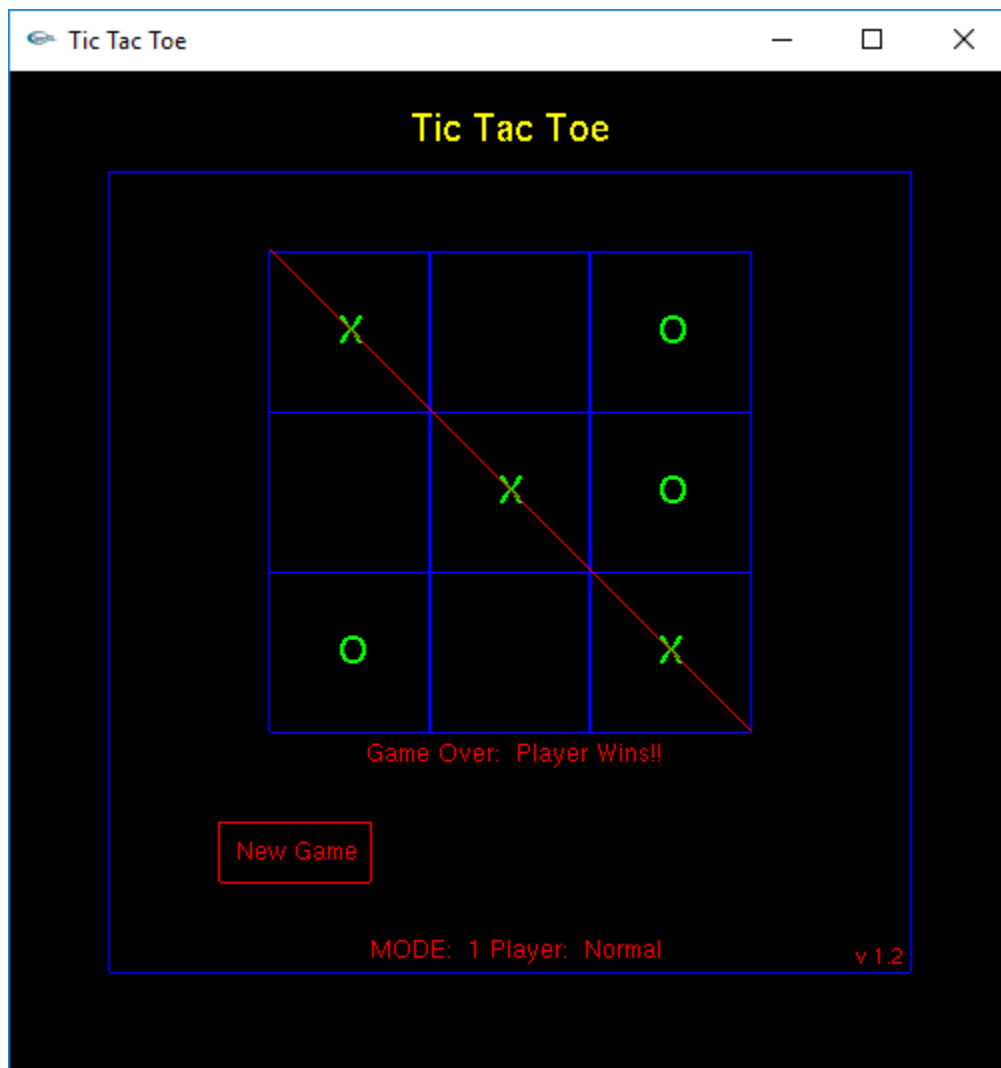 Tic Tac Toe
Tic Tac Toe
X O
X O
O X
Game Over: Player Wins!!
New Game
MODE: 1 Player: Normal
v 1.2